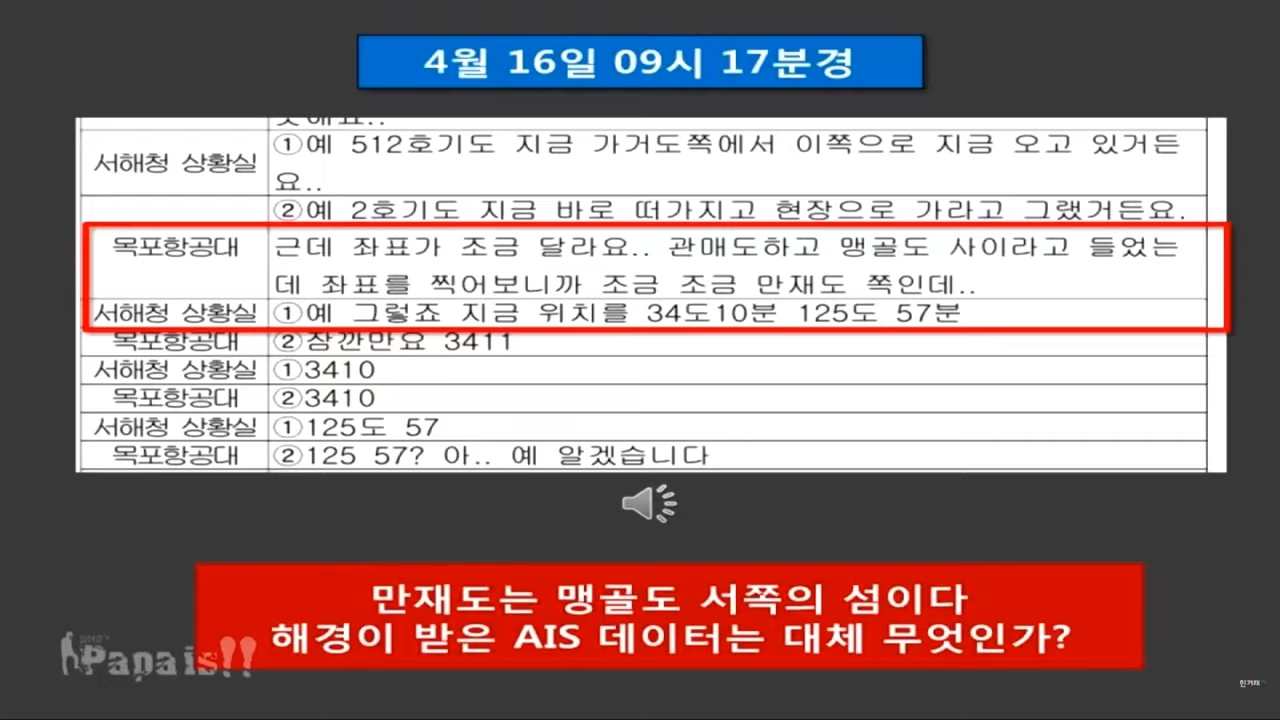 4월 16일 09시 17분경
서해청 상황실
①예 512호기도 지금 가거도쪽에서 이쪽으로 지금 오고 있거든
요..
②예 2호기도 지금 바로 떠가지고 현장으로 가라고 그랬거든요.
목포항공대
근데 좌표가 조금 달라요.. 관매도하고 맹골도 사이라고 들었는
데 좌표를 찍어보니까 조금 조금 만재도 쪽인데..
서해청 상황실 ①예 그렇죠 지금 위치를 34도10분 125도 57분
목포항공대 ②잠깐만요 3411
서해청 상황실 ①3410
목포항공대 ②3410
서해청 상황실 ①125도 57
목포항공대 ②125 57? 아.. 예 알겠습니다
만재도는 맹골도 서쪽의 섬이다
해경이 받은 AIS 데이터는 대체 무엇인가?
Papais!!
한겨레TV